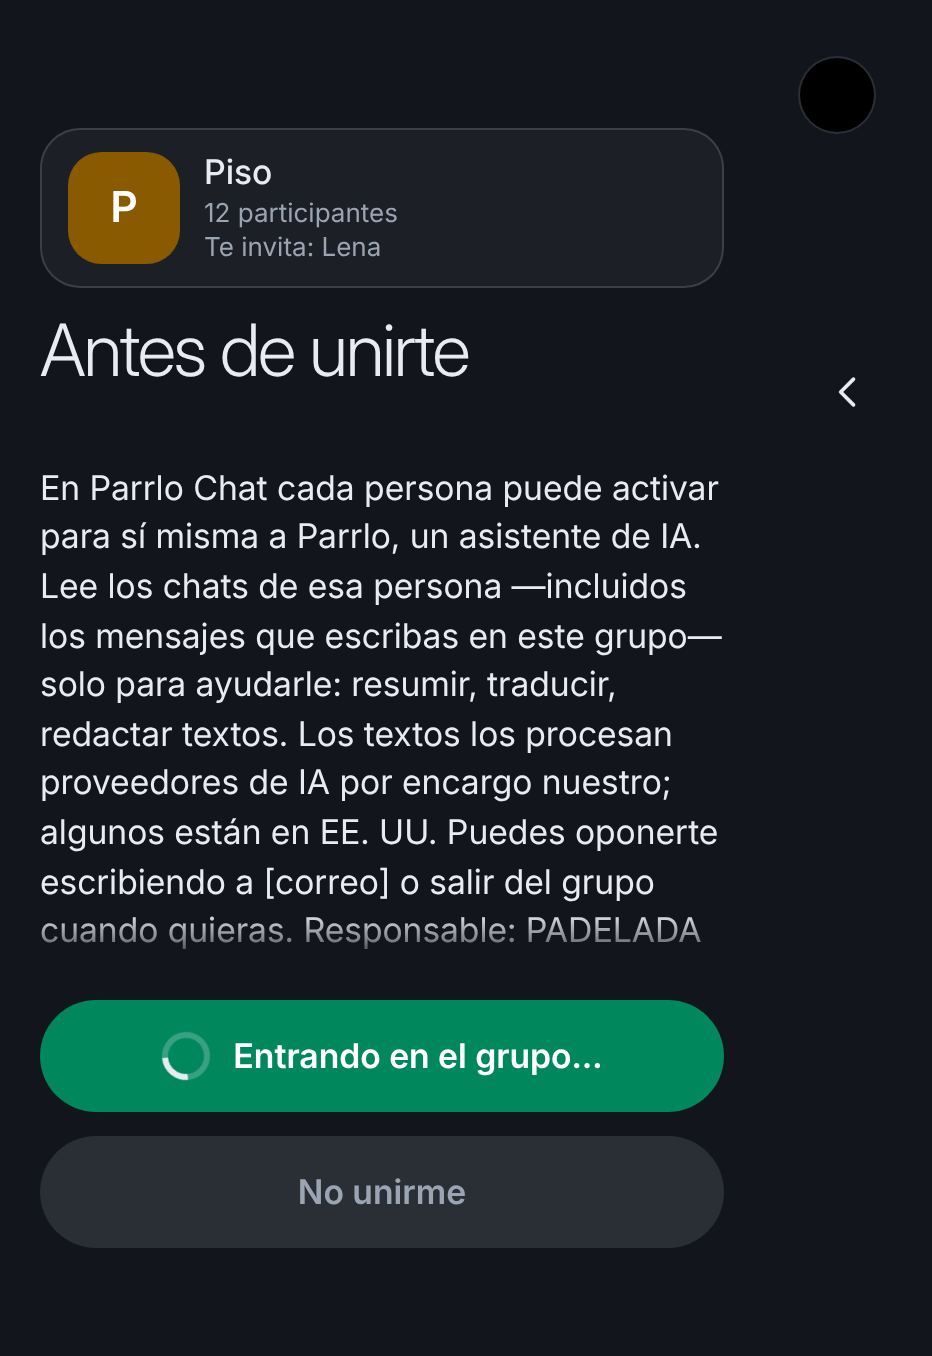 P
Piso
12 participantes
Te invita: Lena
Antes de unirte
En Parrlo Chat cada persona puede activar
para sí misma a Parrlo, un asistente de IA.
Lee los chats de esa persona —incluidos
los mensajes que escribas en este grupo—
solo para ayudarle: resumir, traducir,
redactar textos. Los textos los procesan
proveedores de IA por encargo nuestro;
algunos están en EE. UU. Puedes oponerte
escribiendo a [correo] o salir del grupo
cuando quieras. Responsable: PADELADA
Entrando en el grupo...
No unirme